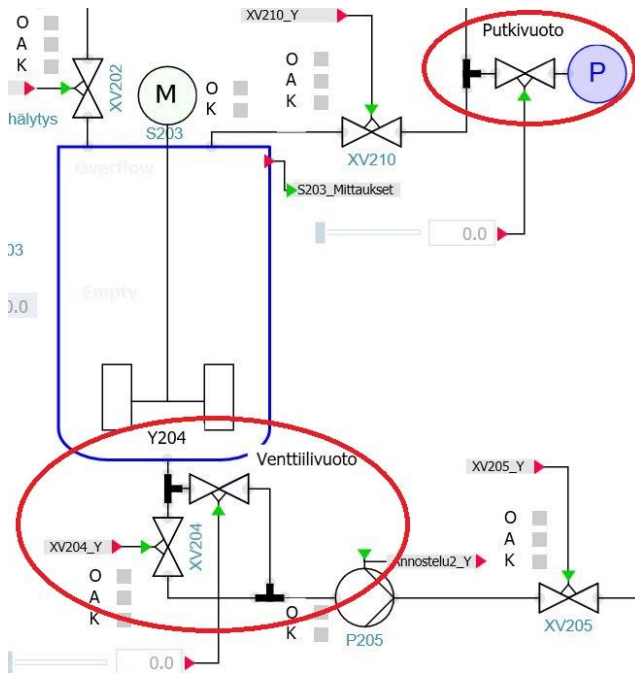 XV210_Y
Putkivuoto
O
A
K
O
A
K
XV202
M
S203
O
K
P
hälytys
XV210
Overflow
S203_Mittaukset
03
0.0
0.0
Empty
Y204
Venttiilivuoto
XV205_Y
XV204_Y
XV204
O
A
K
Annostelu2_Y
O
A
K
O
K
P205
XV205
0.0